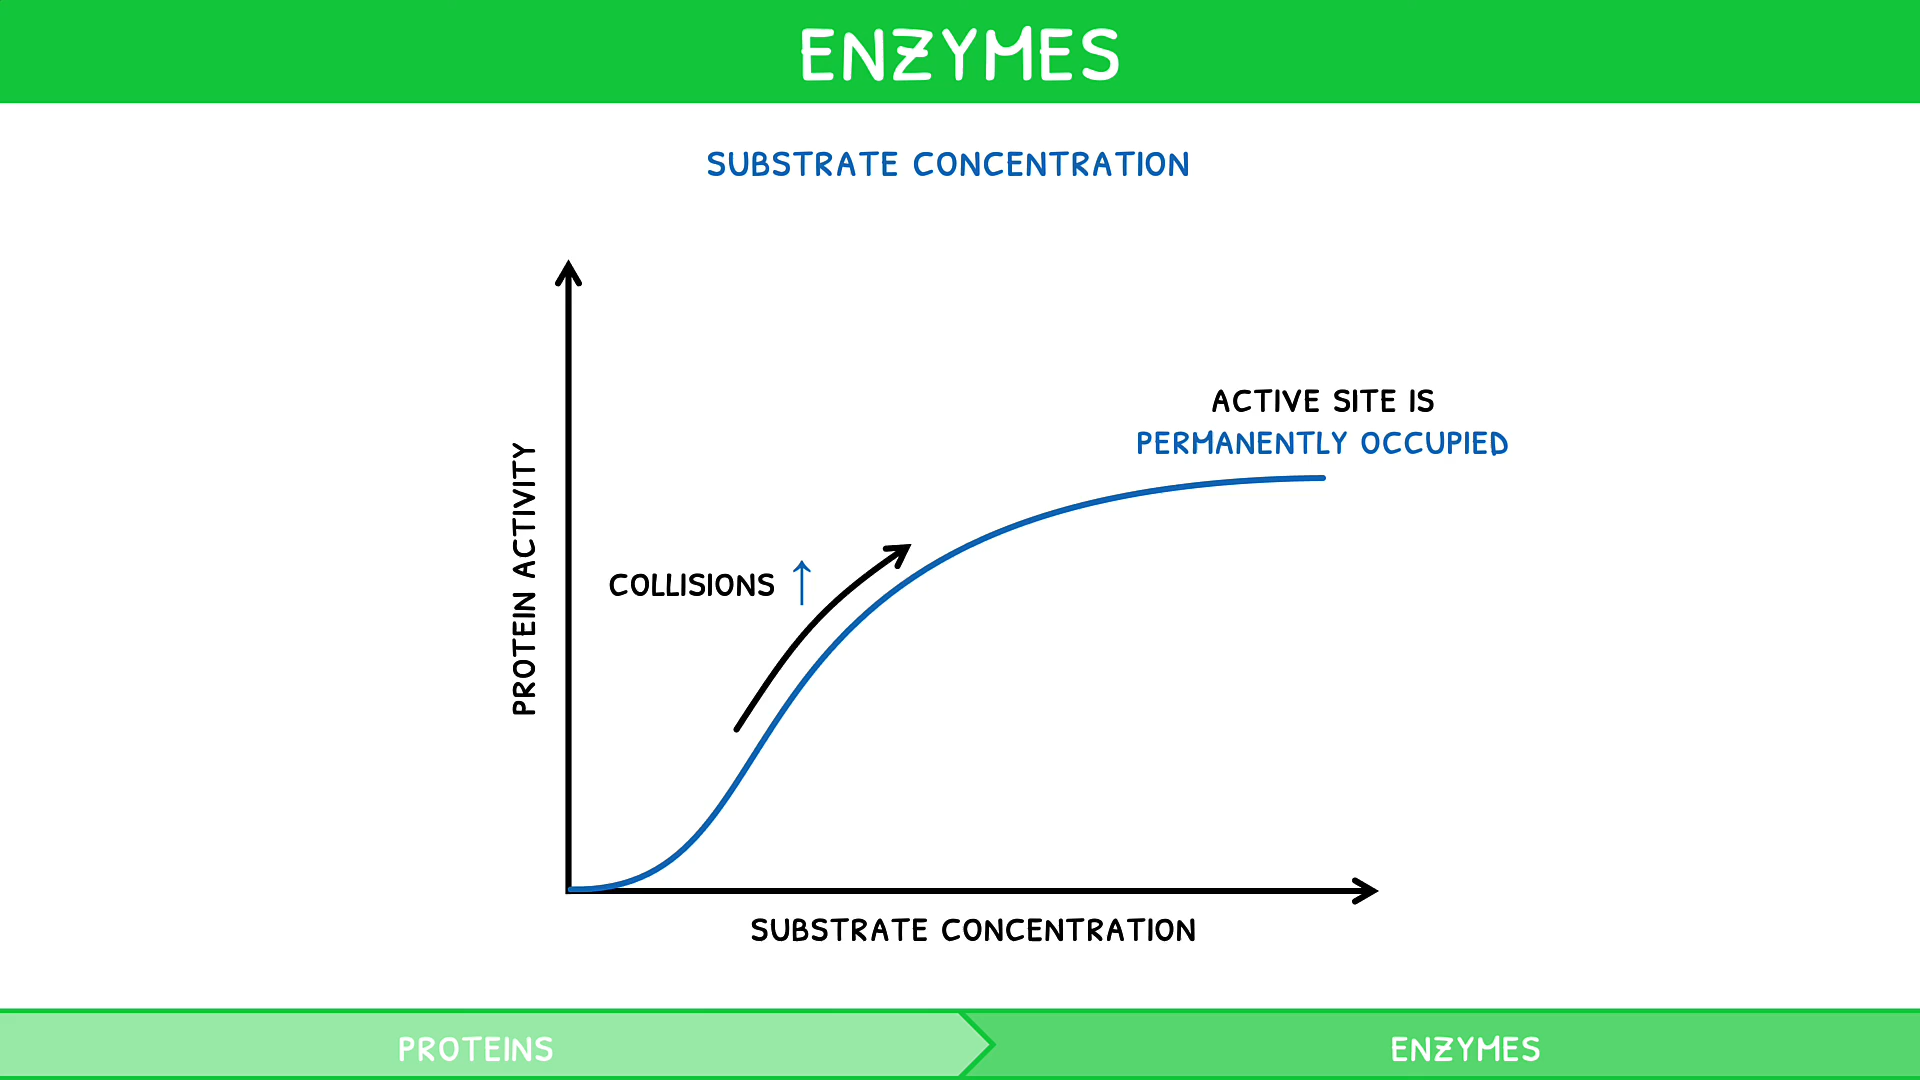 ENZYMES
SUBSTRATE CONCENTRATION
ACTIVE SITE IS
PERMANENTLY OCCUPIED
COLLISIONS ↑
PROTEIN ACTIVITY
SUBSTRATE CONCENTRATION
PROTEINS
ENZYMES